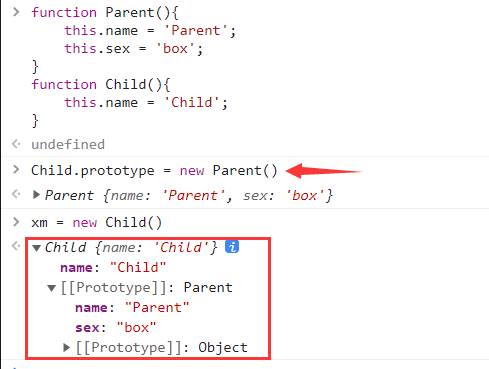 function Parent(){
this.name = 'Parent';
this.sex = 'box';
}
function Child(){
this.name = 'Child';
}
undefined
Child.prototype = new Parent()
Parent {name: 'Parent', sex: 'box'}
xm = new Child()
Child {name: 'Child'} i
name: "Child"
[[Prototype]]: Parent
name: "Parent"
sex: "box"
[[Prototype]]: Object